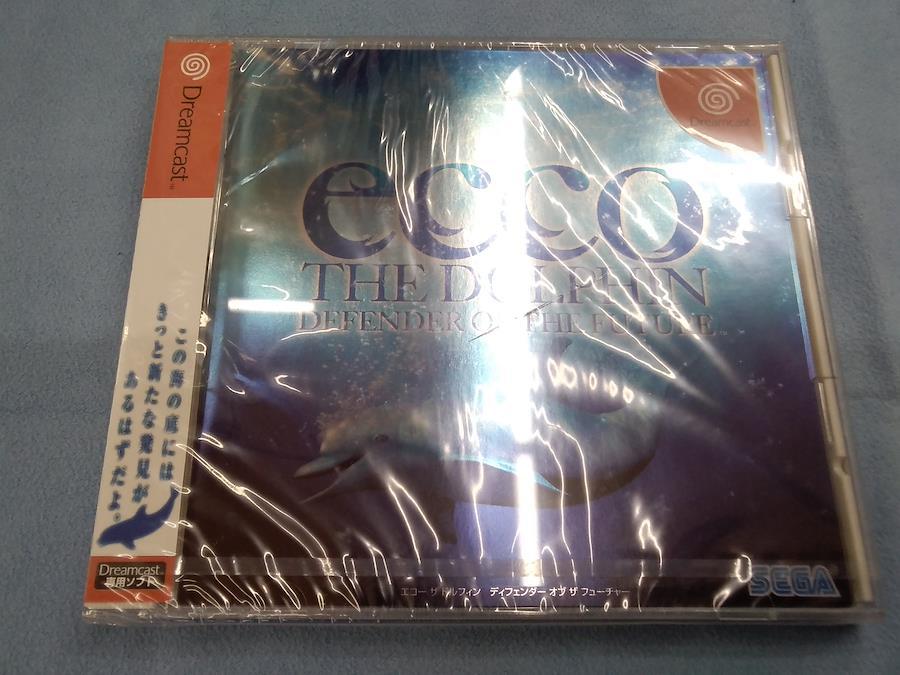 Dreamcast™
この海の底には
きっと新たな発見が
あるはずだよ。
Dreamcast™
専用ソフト
Dreamcast
ecco
THE DOLPHIN
DEFENDER OF THE FUTURE™
エコー ザ ドルフィン ディフェンダー オブ ザ フューチャー
SEGA